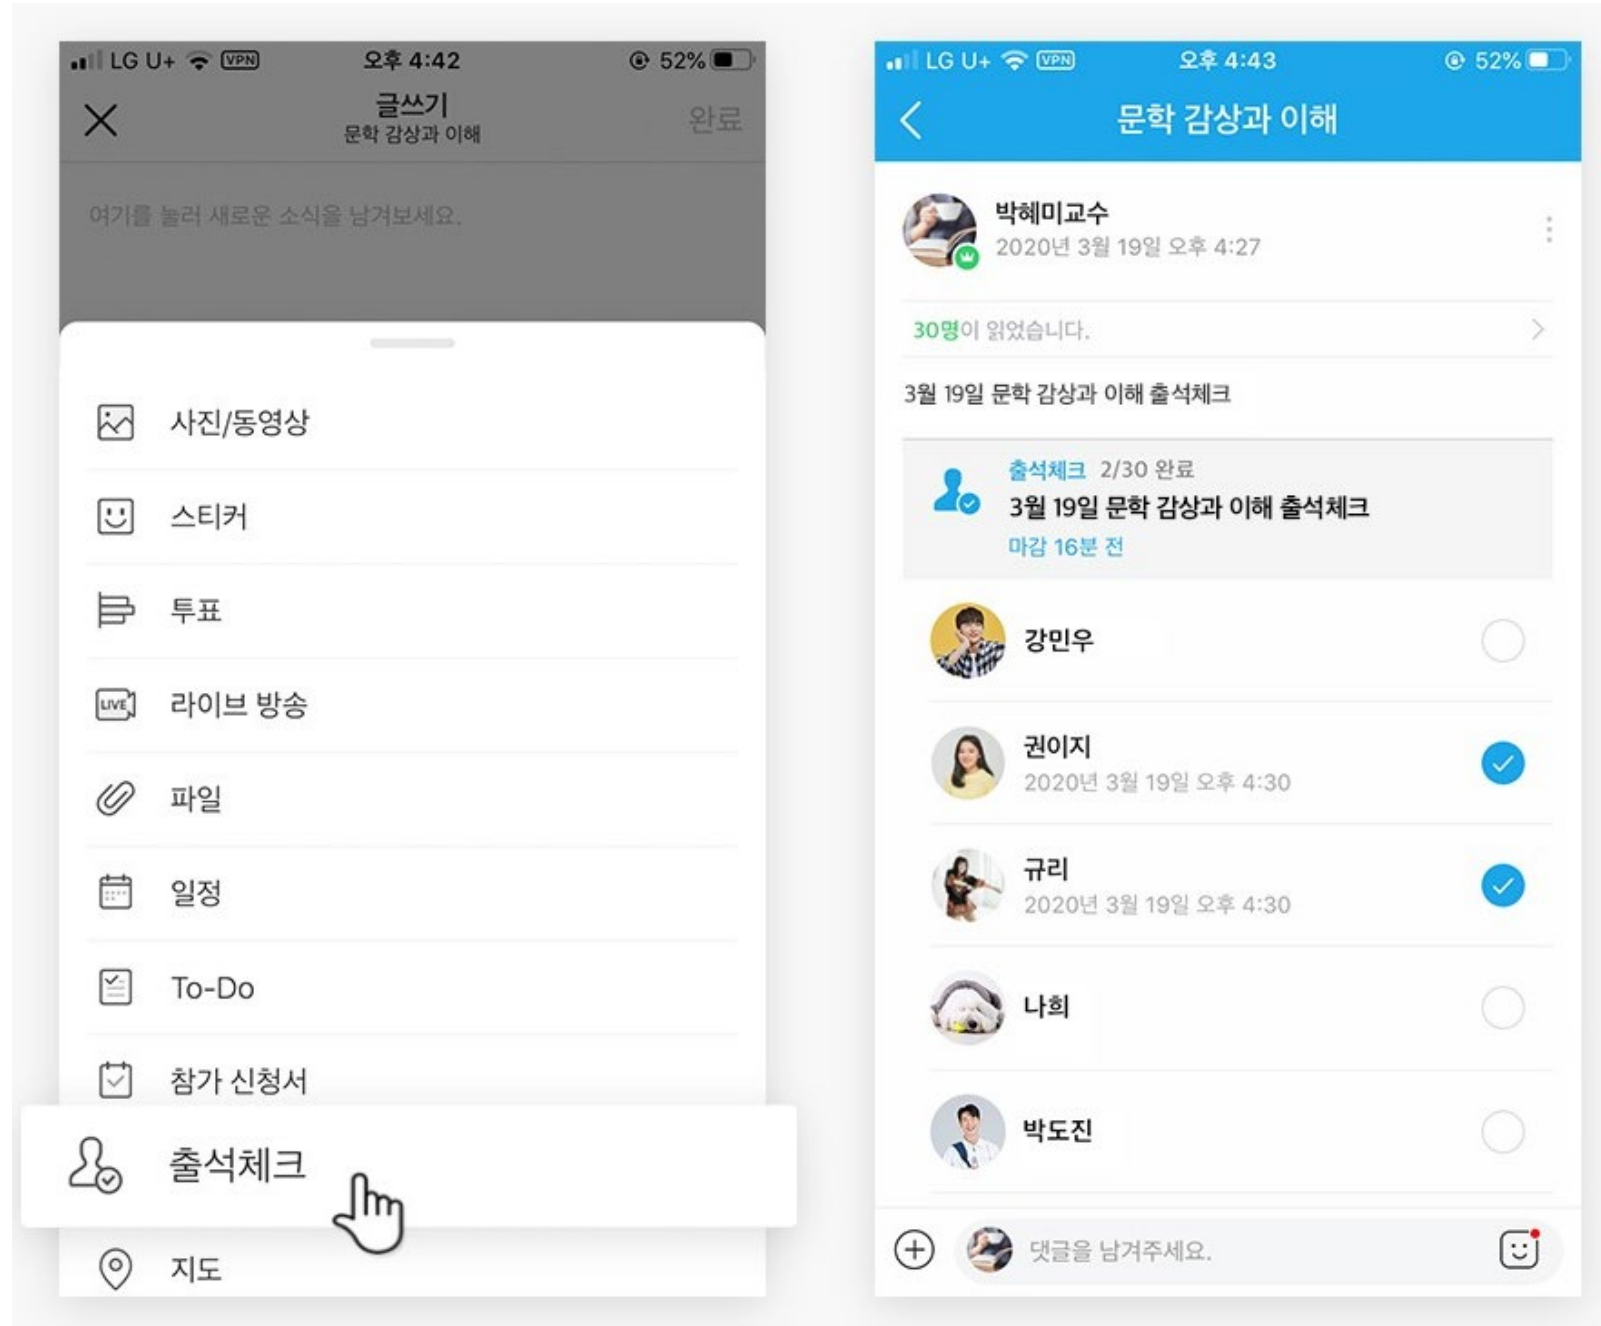 LG U+ VPN 오후 4:42 52%
글쓰기
문학 감상과 이해
완료
여기를 눌러 새로운 소식을 남겨보세요.
사진/동영상
스티커
투표
LIVE 라이브 방송
파일
일정
To-Do
참가 신청서
출석체크
지도
LG U+ VPN 오후 4:43 52%
문학 감상과 이해
박혜미교수
2020년 3월 19일 오후 4:27
30명이 읽었습니다.
3월 19일 문학 감상과 이해 출석체크
출석체크 2/30 완료
3월 19일 문학 감상과 이해 출석체크
마감 16분 전
강민우
권이지
2020년 3월 19일 오후 4:30
규리
2020년 3월 19일 오후 4:30
나희
박도진
댓글을 남겨주세요.